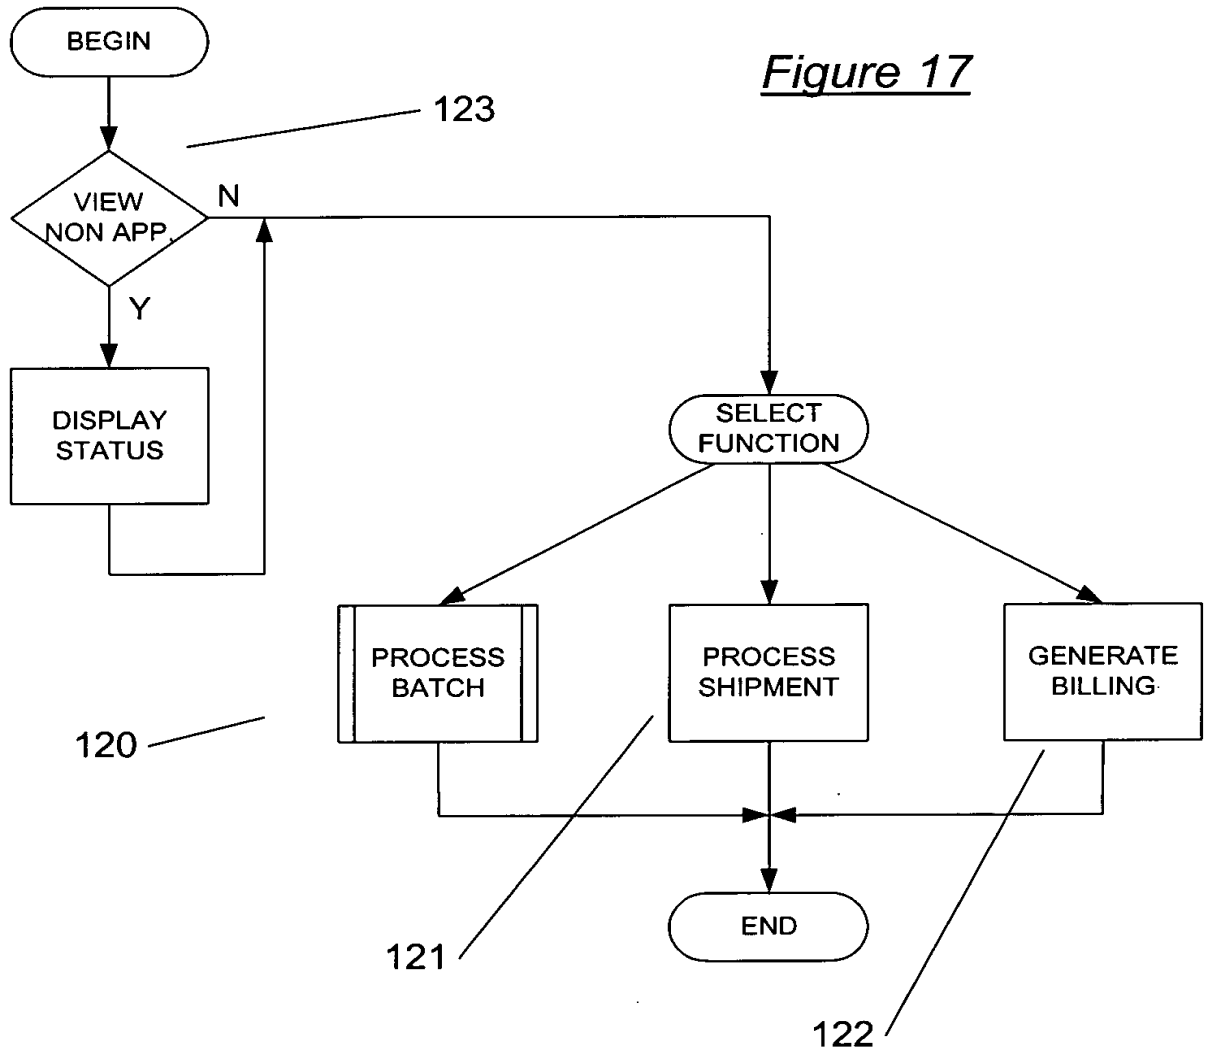 BEGIN
Figure 17
123
VIEW
NON APP.
N
Y
DISPLAY
STATUS
SELECT
FUNCTION
PROCESS
BATCH
PROCESS
SHIPMENT
GENERATE
BILLING
120
121
END
122